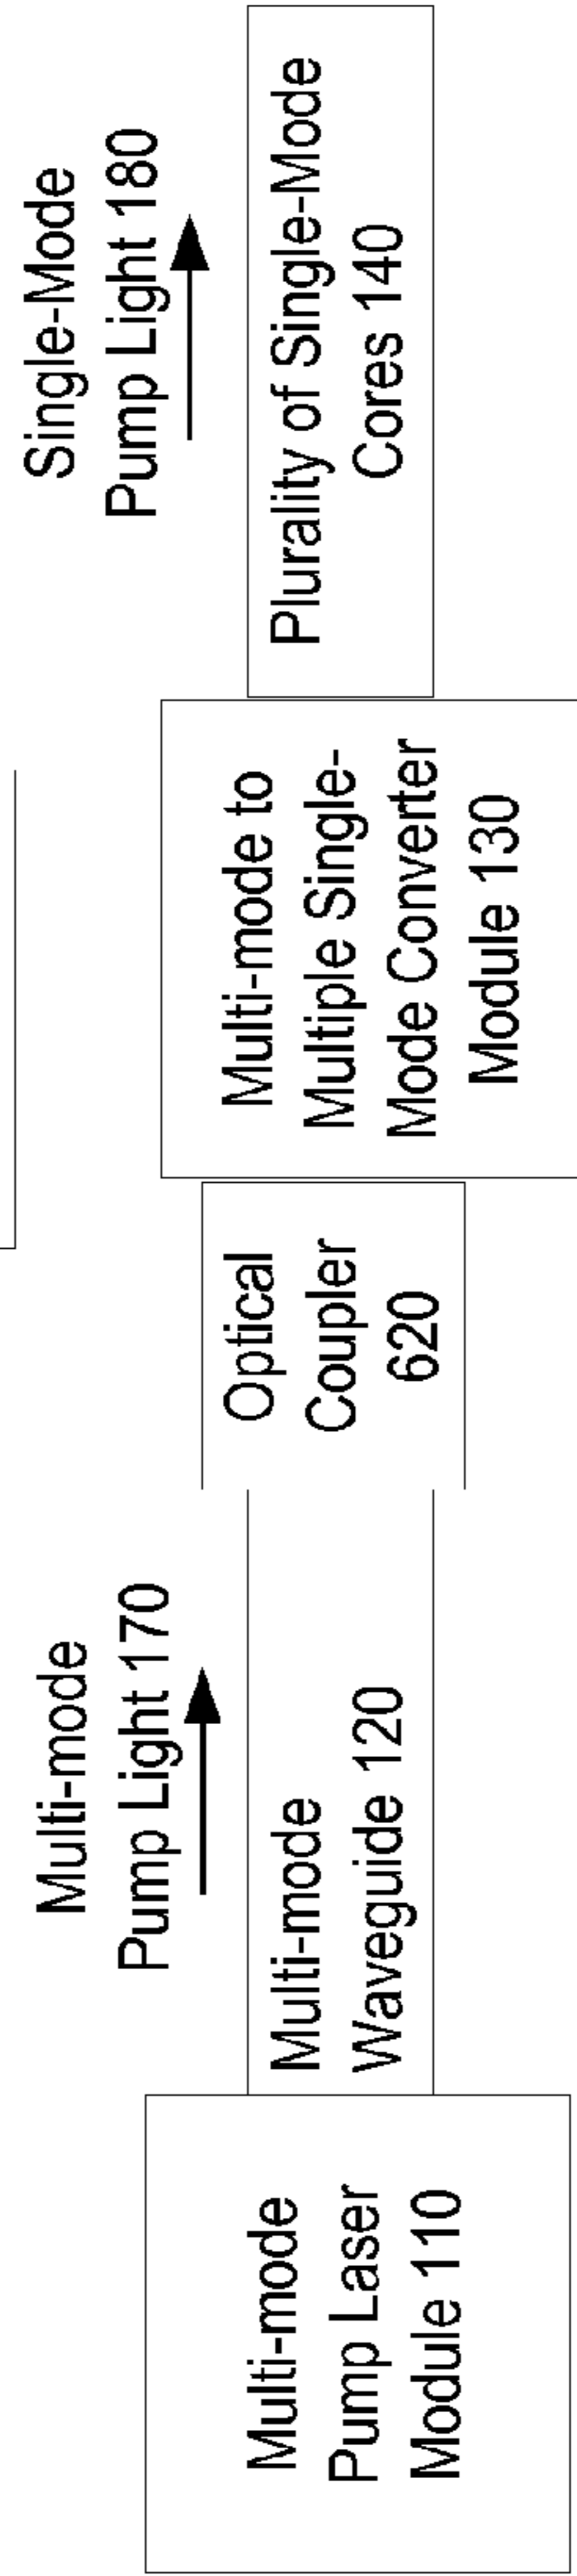 Multi-mode
Pump Laser
Module 110
Multi-mode
Waveguide 120
Multi-mode
Pump Light 170
Optical
Coupler
620
Multi-mode to
Multiple Single-
Mode Converter
Module 130
Plurality of Single-Mode
Cores 140
Single-Mode
Pump Light 180